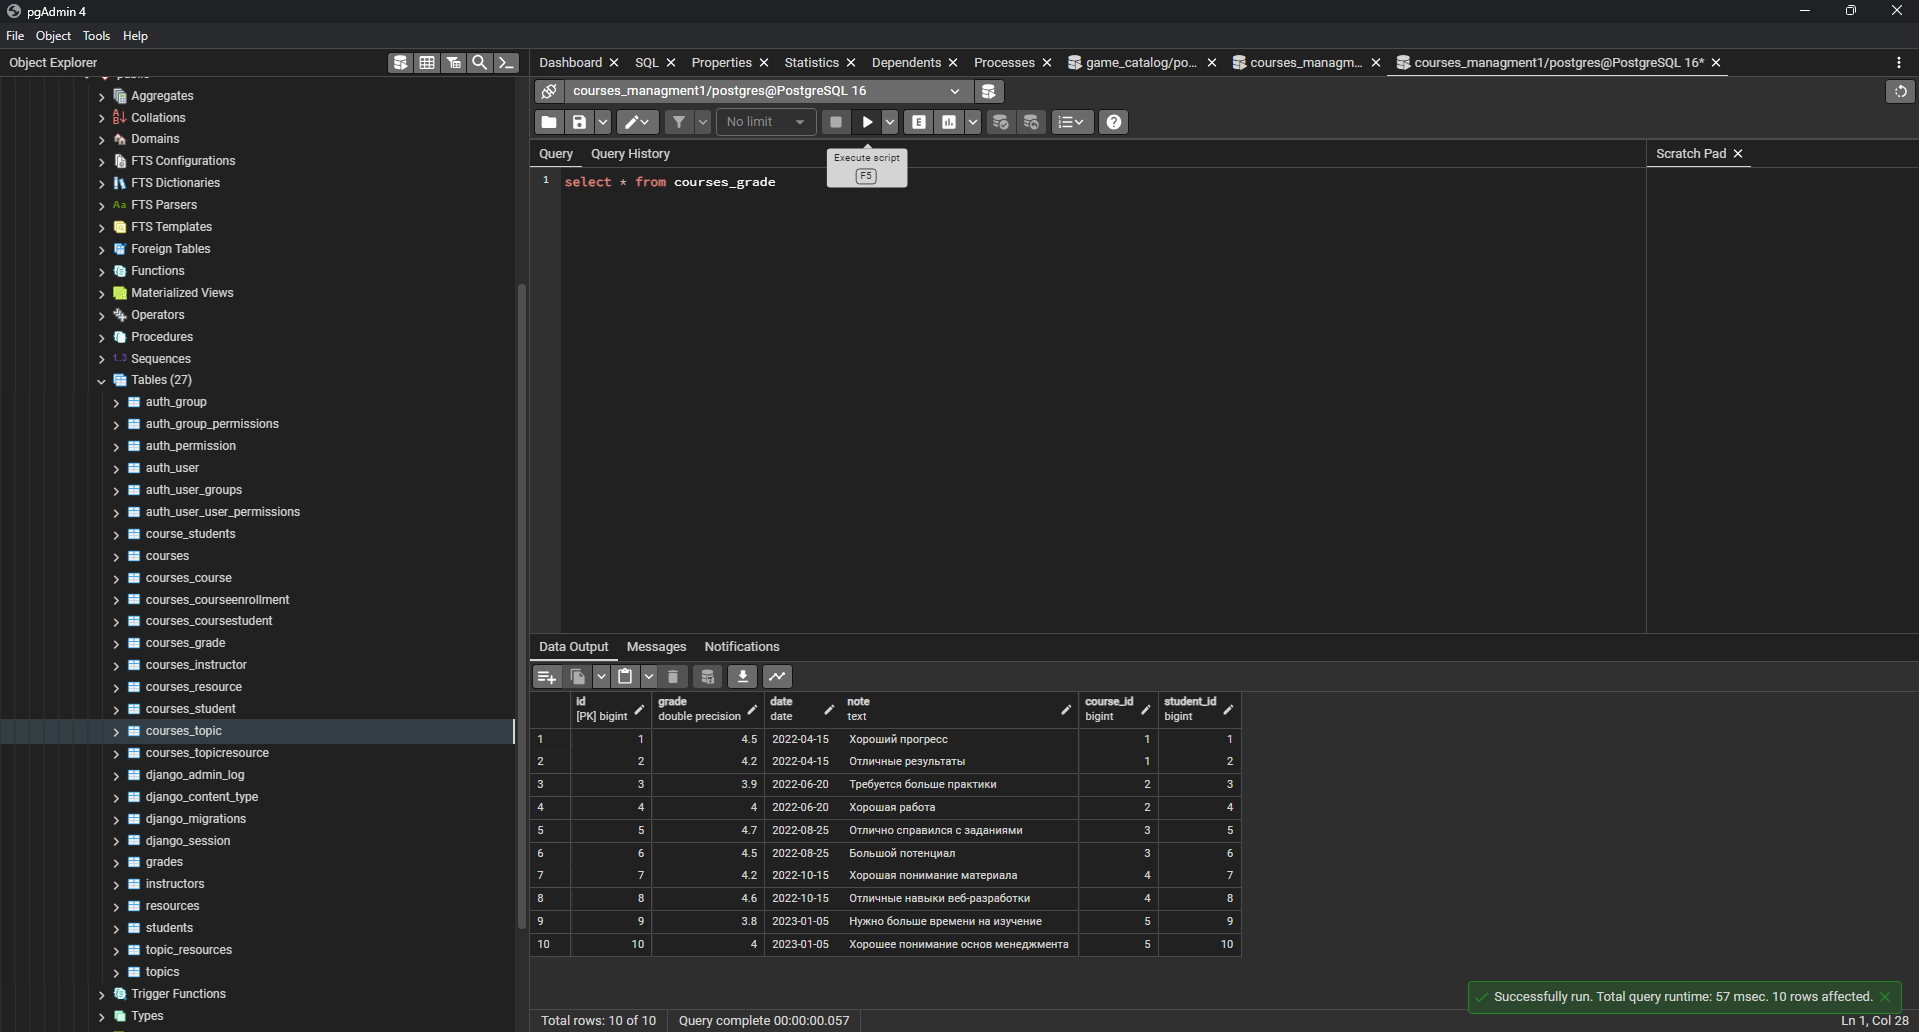 pgAdmin 4
File Object Tools Help
Object Explorer
Aggregates
Collations
Domains
FTS Configurations
FTS Dictionaries
Aa FTS Parsers
FTS Templates
Foreign Tables
Functions
Materialized Views
Operators
Procedures
1..3 Sequences
Tables (27)
auth_group
auth_group_permissions
auth_permission
auth_user
auth_user_groups
auth_user_user_permissions
course_students
courses
courses_course
courses_courseenrollment
courses_coursestudent
courses_grade
courses_instructor
courses_resource
courses_student
courses_topic
courses_topicresource
django_admin_log
django_content_type
django_migrations
django_session
grades
instructors
resources
students
topic_resources
topics
Trigger Functions
Types
Dashboard SQL Properties Statistics Dependents Processes game_catalog/po... courses_managm... courses_managment1/postgres@PostgreSQL 16*
courses_managment1/postgres@PostgreSQL 16
No limit E
Query Query History
Execute script
F5
Scratch Pad
1 select * from courses_grade
Data Output Messages Notifications
id grade date note course_id student_id
[PK] bigint double precision date text bigint bigint
1 1 4.5 2022-04-15 Хороший прогресс 1 1
2 2 4.2 2022-04-15 Отличные результаты 1 2
3 3 3.9 2022-06-20 Требуется больше практики 2 3
4 4 4 2022-06-20 Хорошая работа 2 4
5 5 4.7 2022-08-25 Отлично справился с заданиями 3 5
6 6 4.5 2022-08-25 Большой потенциал 3 6
7 7 4.2 2022-10-15 Хорошая понимание материала 4 7
8 8 4.6 2022-10-15 Отличные навыки веб-разработки 4 8
9 9 3.8 2023-01-05 Нужно больше времени на изучение 5 9
10 10 4 2023-01-05 Хорошее понимание основ менеджмента 5 10
Successfully run. Total query runtime: 57 msec. 10 rows affected.
Total rows: 10 of 10 Query complete 00:00:00.057
Ln 1, Col 28